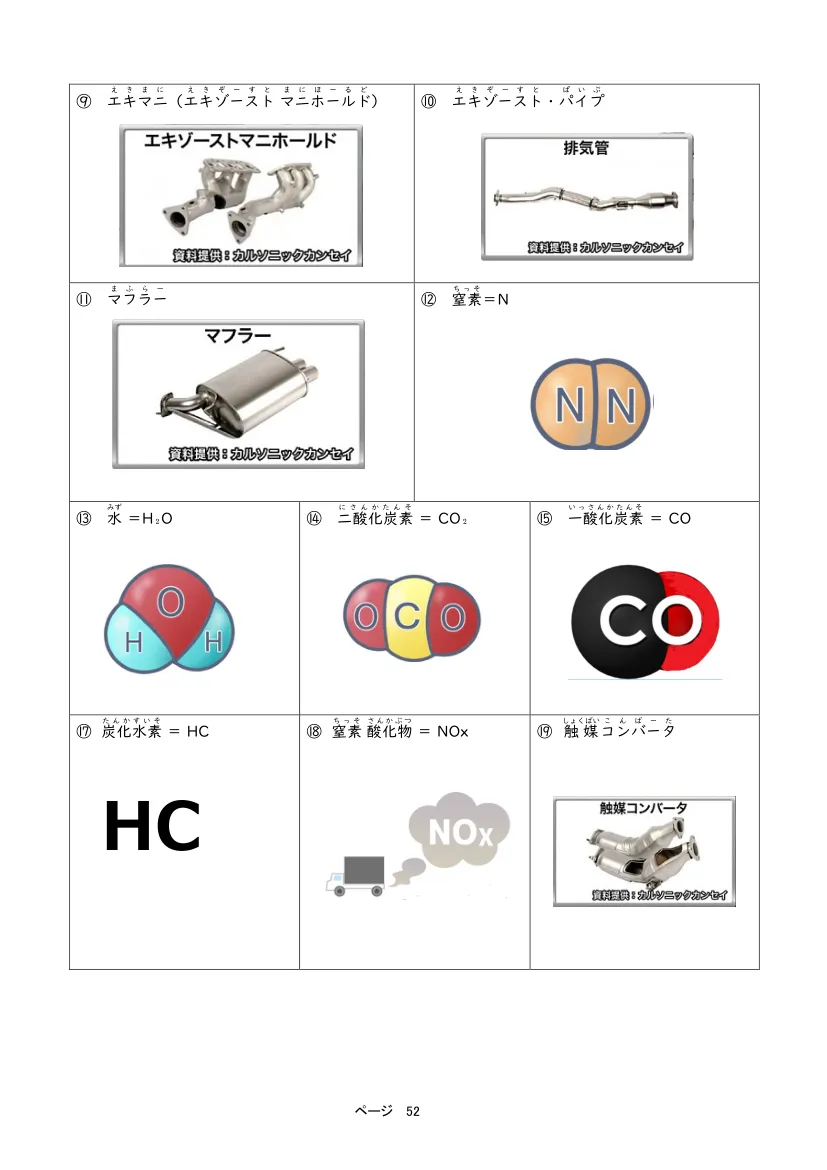 えきまに えきぞーすと まにほーるど
⑨ エキマニ（エキゾースト マニホールド）
エキゾーストマニホールド
資料提供：カルソニックカンセイ
えきぞーすと ぱいぷ
⑩ エキゾースト・パイプ
排気管
資料提供：カルソニックカンセイ
まふらー
⑪ マフラー
マフラー
資料提供：カルソニックカンセイ
ちっそ
⑫ 窒素＝N
N N
みず
⑬ 水 ＝H₂O
O
H H
にさんかたんそ
⑭ 二酸化炭素 ＝ CO₂
O C O
いっさんかたんそ
⑮ 一酸化炭素 ＝ CO
CO
たんかすいそ
⑰ 炭化水素 ＝ HC
HC
ちっそ さんかぶつ
⑱ 窒素 酸化物 ＝ NOx
NOx
しょくばいこんばーた
⑲ 触媒コンバータ
触媒コンバータ
資料提供：カルソニックカンセイ
ページ 52